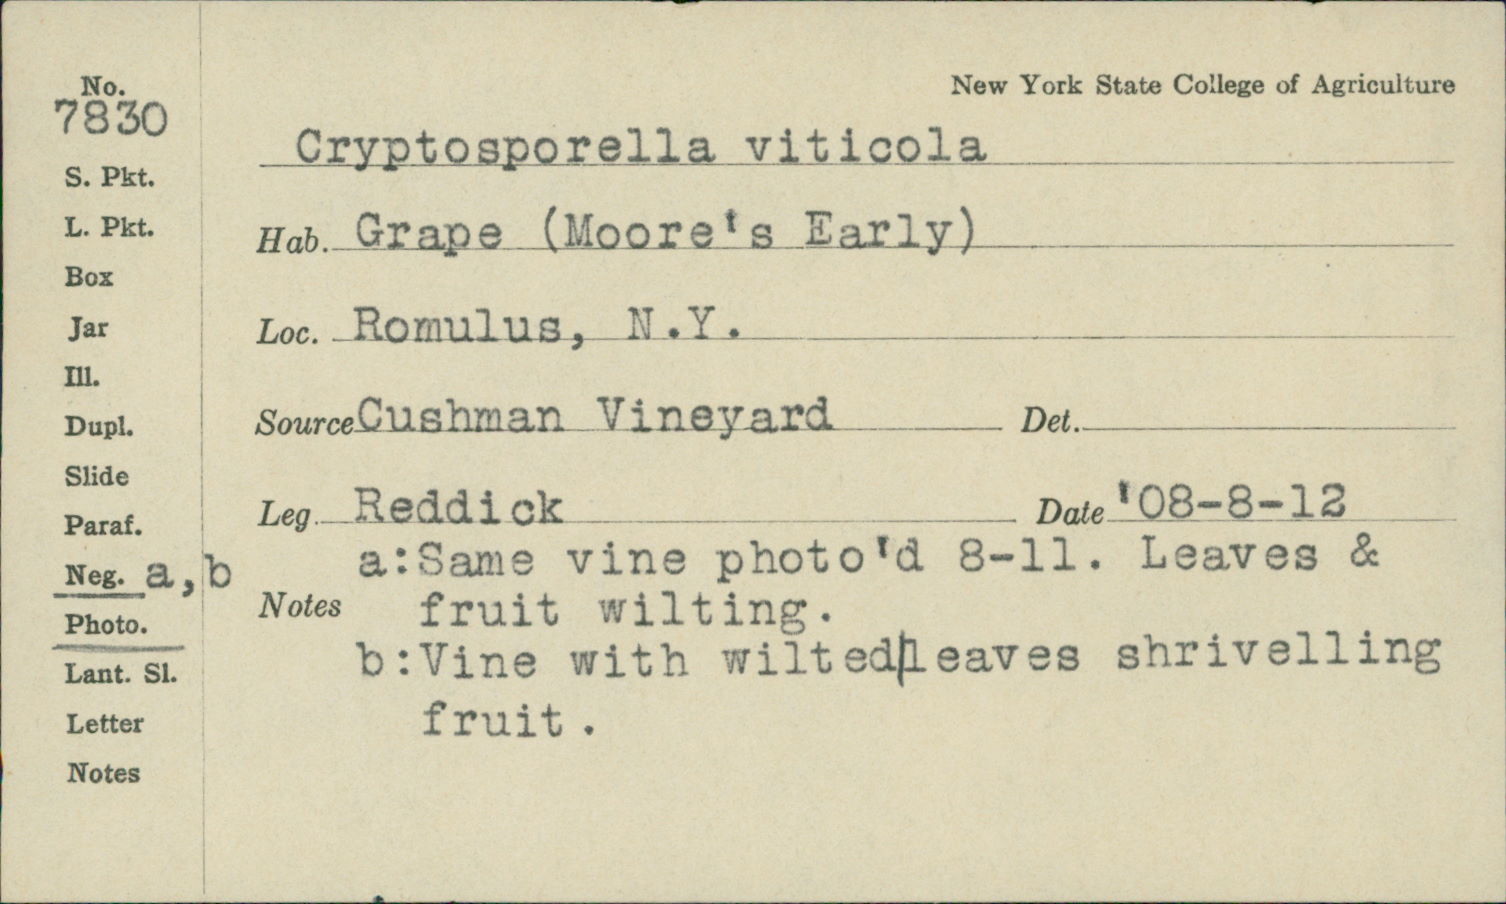 No.
7830
S. Pkt.
L. Pkt.
Box
Jar
Ill.
Dupl.
Slide
Paraf.
Neg. a,b
Photo.
Lant. Sl.
Letter
Notes
New York State College of Agriculture
Cryptosporella viticola
Hab. Grape (Moore's Early)
Loc. Romulus, N.Y.
Source Cushman Vineyard Det.
Leg. Reddick Date '08-8-12
Notes a:Same vine photo'd 8-11. Leaves &
fruit wilting.
b:Vine with wilted|leaves shrivelling
fruit.